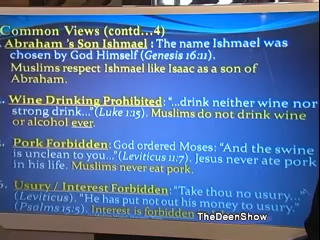 Common Views (contd...4)
Abraham 's Son Ishmael : The name Ishmael was
chosen by God Himself (Genesis 16:11).
Muslims respect Ishmael like Isaac as a son of
Abraham.
Wine Drinking Prohibited: "...drink neither wine nor
strong drink..."(Luke 1:15). Muslims do not drink wine
or alcohol ever.
Pork Forbidden: God ordered Moses: "And the swine
is unclean to you..."(Leviticus 11:7). Jesus never ate pork
in his life. Muslims never eat pork.
Usury / Interest Forbidden: "Take thou no usury..."
(Leviticus). "He has put not out his money to usury."
(Psalms 15:5). Interest is forbidden
TheDeenShow